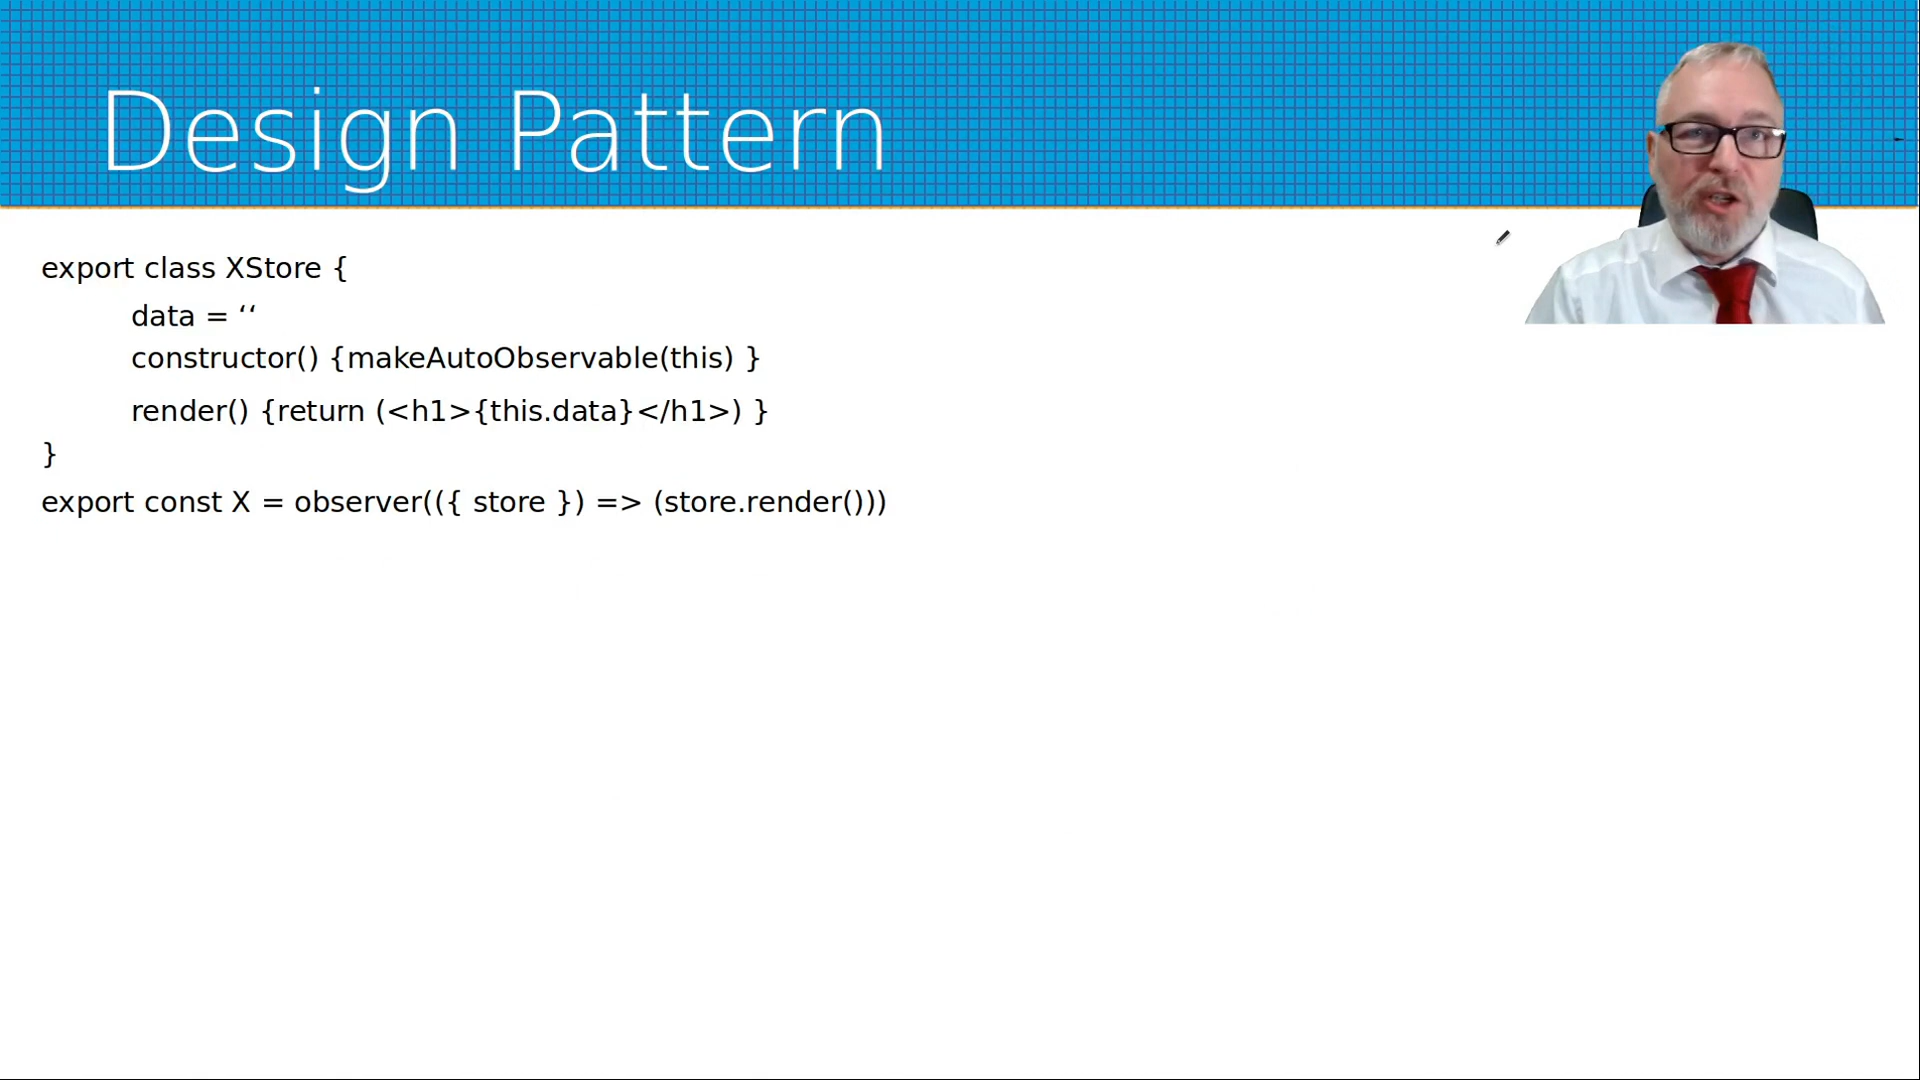 Design Pattern
export class XStore {
data = ‘‘
constructor() {makeAutoObservable(this) }
render() {return (<h1>{this.data}</h1>) }
}
export const X = observer(({ store }) => (store.render()))